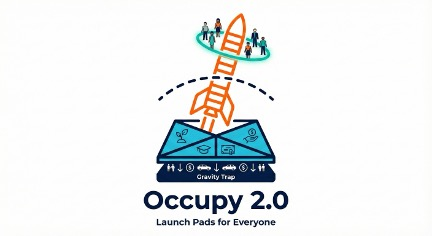 Gravity Trap
Occupy 2.0
Launch Pads for Everyone